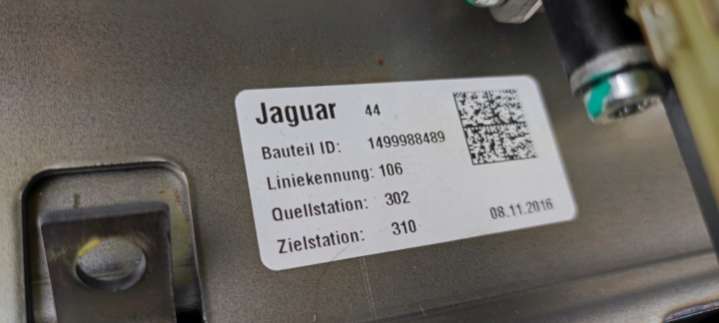 Jaguar 44
Bauteil ID: 1499988489
Liniekennung: 106
Quellstation: 302
Zielstation: 310
08.11.2016